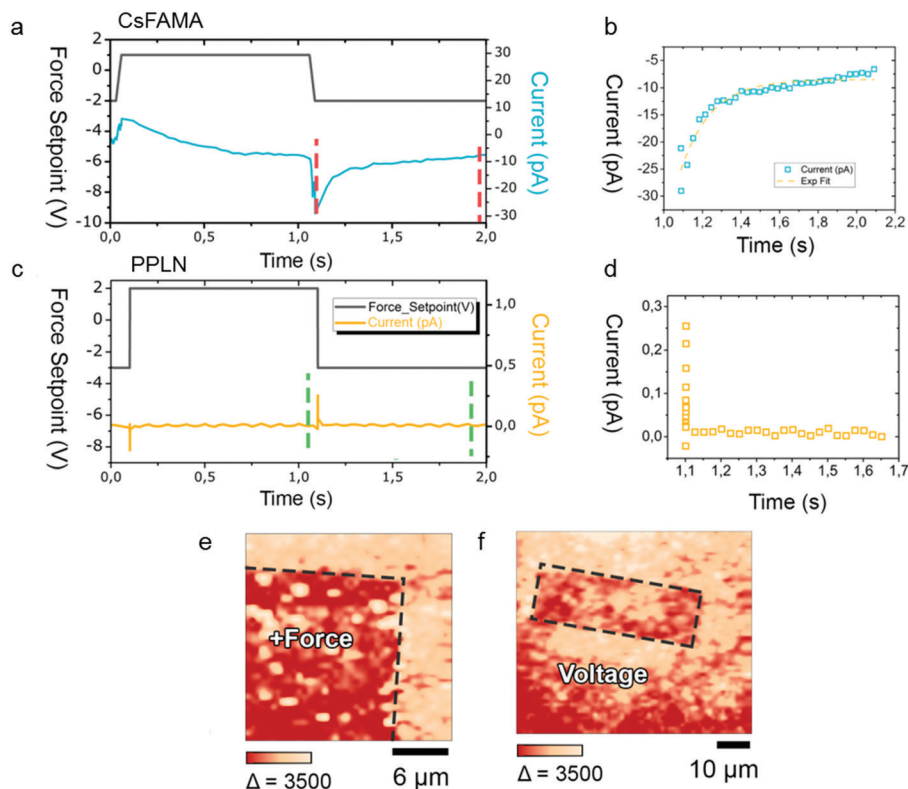 a
CsFAMA
Force Setpoint (V)
2
0
-2
-4
-6
-8
-10
30
20
10
0
-10
-20
-30
Current (pA)
0,0
0,5
1,0
1,5
2,0
Time (s)
b
Current (pA)
-5
-10
-15
-20
-25
-30
Current (pA)
Exp Fit
1,0
1,2
1,4
1,6
1,8
2,0
2,2
Time (s)
c
PPLN
Force Setpoint (V)
2
0
-2
-4
-6
-8
Force_Setpoint(V)
Current (pA)
1,0
0,5
0,0
Current (pA)
0,0
0,5
1,0
1,5
2,0
Time (s)
d
Current (pA)
0,3
0,2
0,1
0,0
1,1
1,2
1,3
1,4
1,5
1,6
1,7
Time (s)
e
+Force
Δ = 3500
6 μm
f
Voltage
Δ = 3500
10 μm